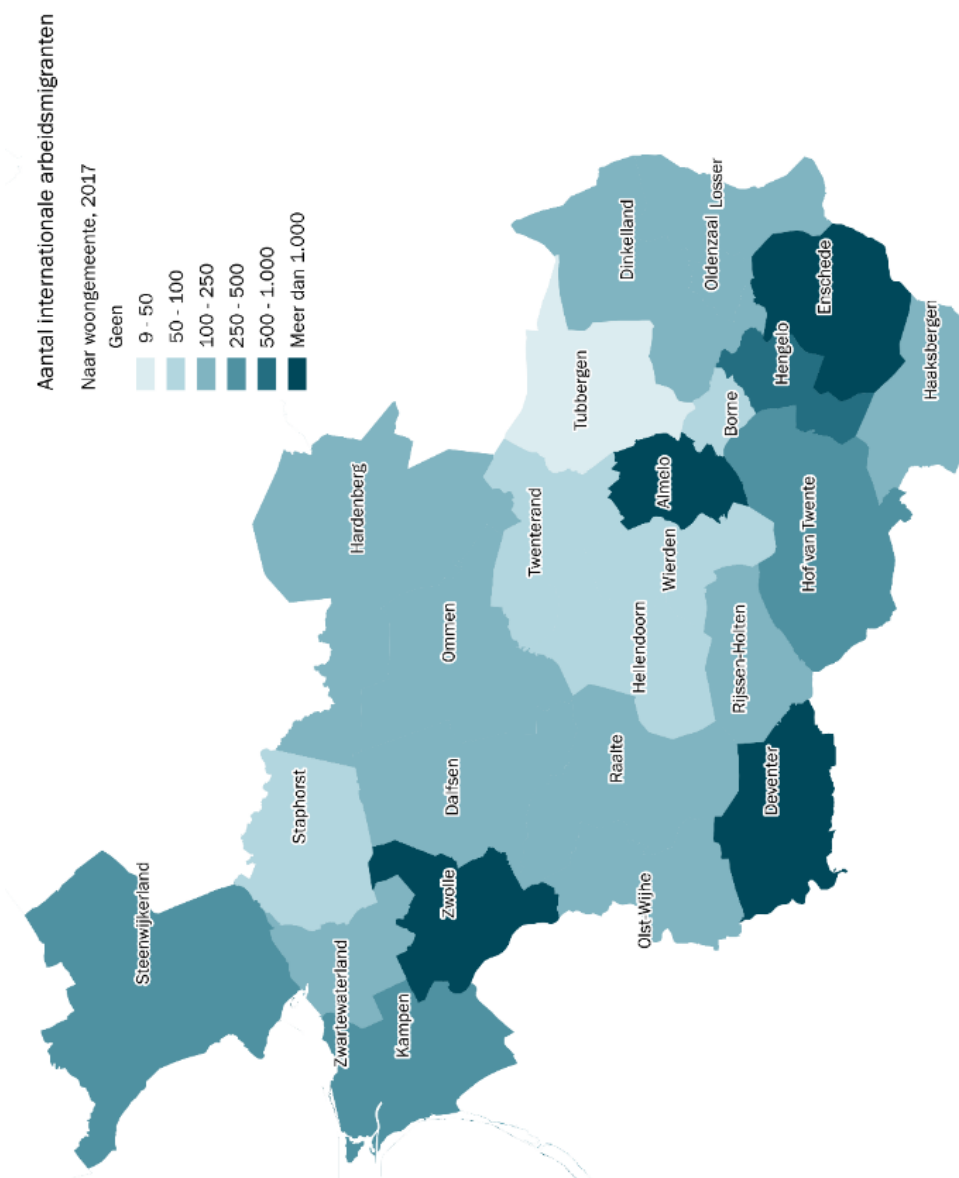 Aantal internationale arbeidsmigranten
Naar woongemeente, 2017
Geen
9 - 50
50 - 100
100 - 250
250 - 500
500 - 1.000
Meer dan 1.000
Steenwijkerland
Staphorst
Zwartewaterland
Hardenberg
Kampen
Zwolle
Dalfsen
Ommen
Twenterand
Tubbergen
Dinkelland
Olst-Wijhe
Raalte
Hellendoorn
Wierden
Almelo
Oldenzaal
Losser
Borne
Rijssen-Holten
Deventer
Hengelo
Hof van Twente
Enschede
Haaksbergen